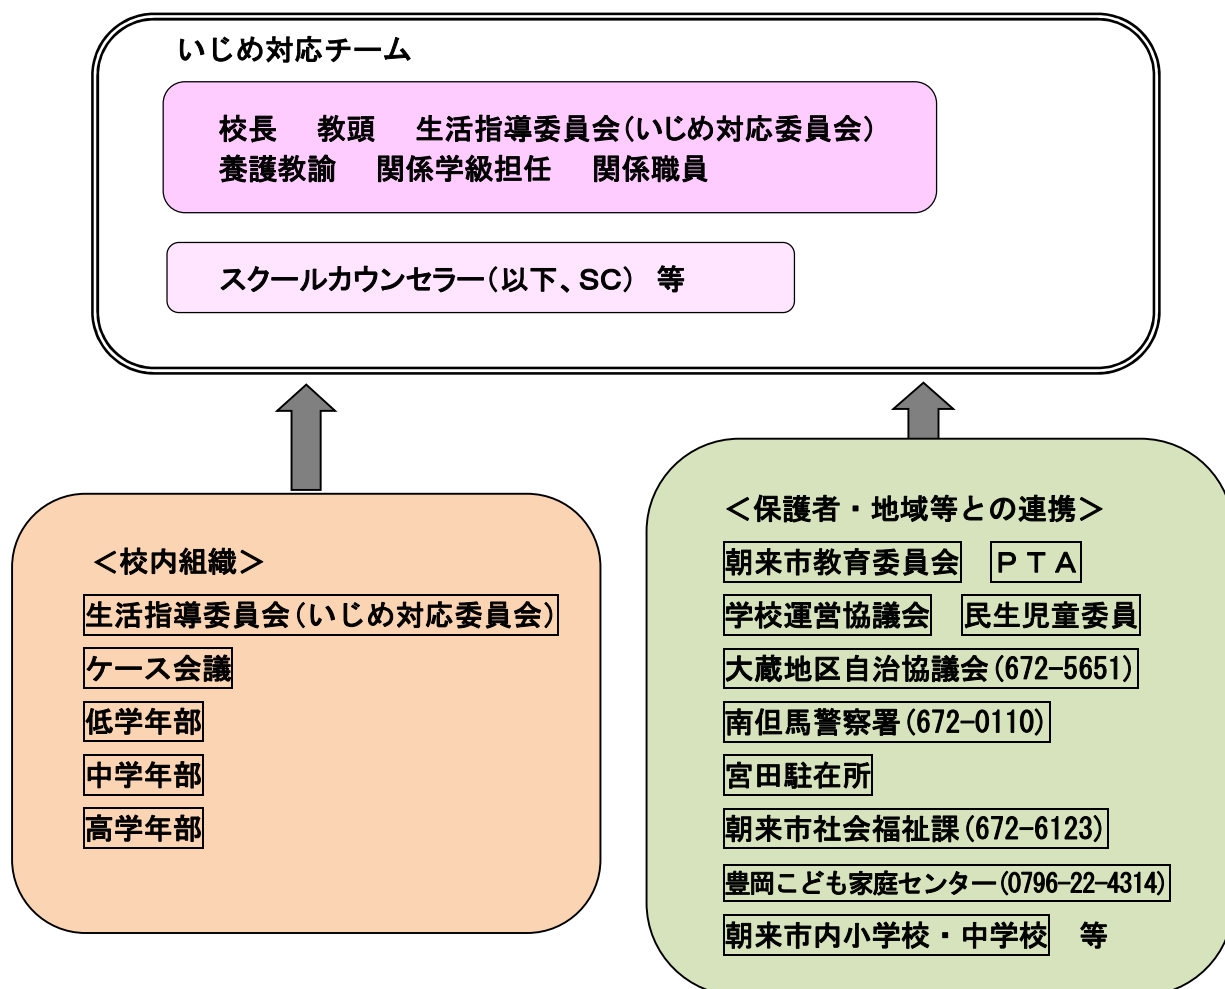 いじめ対応チーム
校長　教頭　生活指導委員会(いじめ対応委員会)
養護教諭　関係学級担任　関係職員
スクールカウンセラー(以下、SC)　等
＜校内組織＞
生活指導委員会(いじめ対応委員会)
ケース会議
低学年部
中学年部
高学年部
＜保護者・地域等との連携＞
朝来市教育委員会　ＰＴＡ
学校運営協議会　民生児童委員
大蔵地区自治協議会(672-5651)
南但馬警察署(672-0110)
宮田駐在所
朝来市社会福祉課(672-6123)
豊岡こども家庭センター(0796-22-4314)
朝来市内小学校・中学校　等